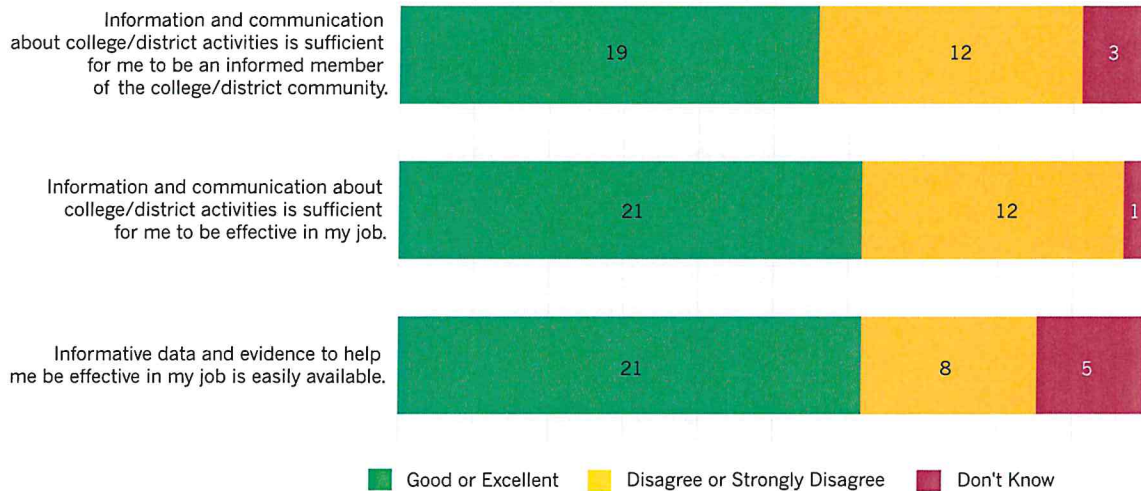 Information and communication
about college/district activities is sufficient
for me to be an informed member
of the college/district community.
19 12 3
Information and communication about
college/district activities is sufficient
for me to be effective in my job.
21 12 1
Informative data and evidence to help
me be effective in my job is easily available.
21 8 5
Good or Excellent Disagree or Strongly Disagree Don't Know